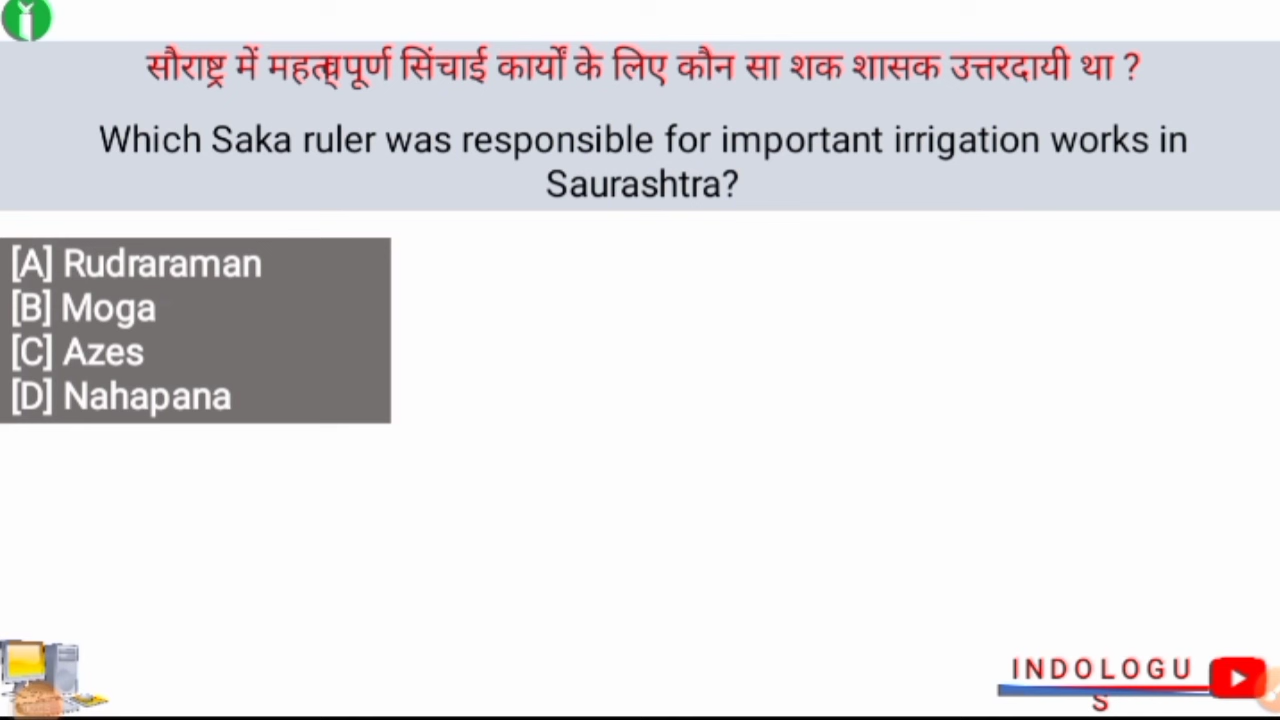 सौराष्ट्र में महत्वपूर्ण सिंचाई कार्यों के लिए कौन सा शक शासक उत्तरदायी था ?
Which Saka ruler was responsible for important irrigation works in
Saurashtra?
[A] Rudraraman
[B] Moga
[C] Azes
[D] Nahapana
INDOLOGU
S